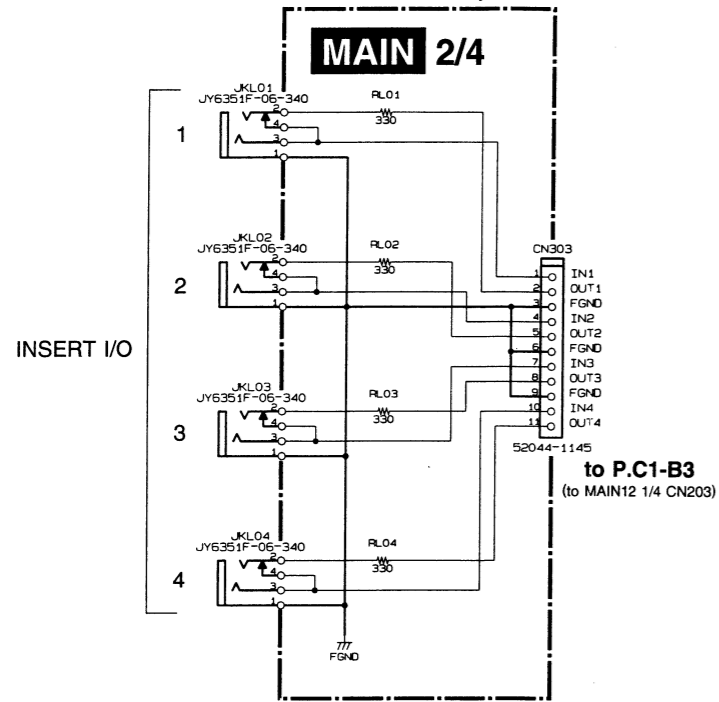 MAIN 2/4
JKL01
JY6351F-06-340
RL01
330
2
4
3
1
1
JKL02
JY6351F-06-340
RL02
330
2
4
3
1
2
CN303
1 IN1
2 OUT1
3 FGND
4 IN2
5 OUT2
6 FGND
7 IN3
8 OUT3
9 FGND
10 IN4
11 OUT4
52044-1145
to P.C1-B3
(to MAIN12 1/4 CN203)
INSERT I/O
JKL03
JY6351F-06-340
RL03
330
2
4
3
1
3
JKL04
JY6351F-06-340
RL04
330
2
4
3
1
4
FGND